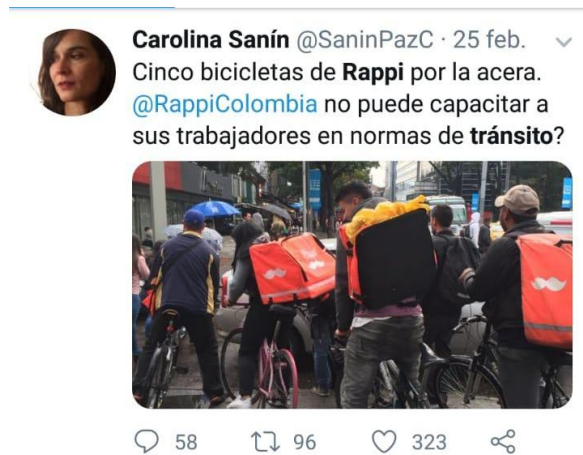 Carolina Sanín @SaninPazC · 25 feb.
Cinco bicicletas de Rappi por la acera.
@RappiColombia no puede capacitar a
sus trabajadores en normas de tránsito?
58 96 323